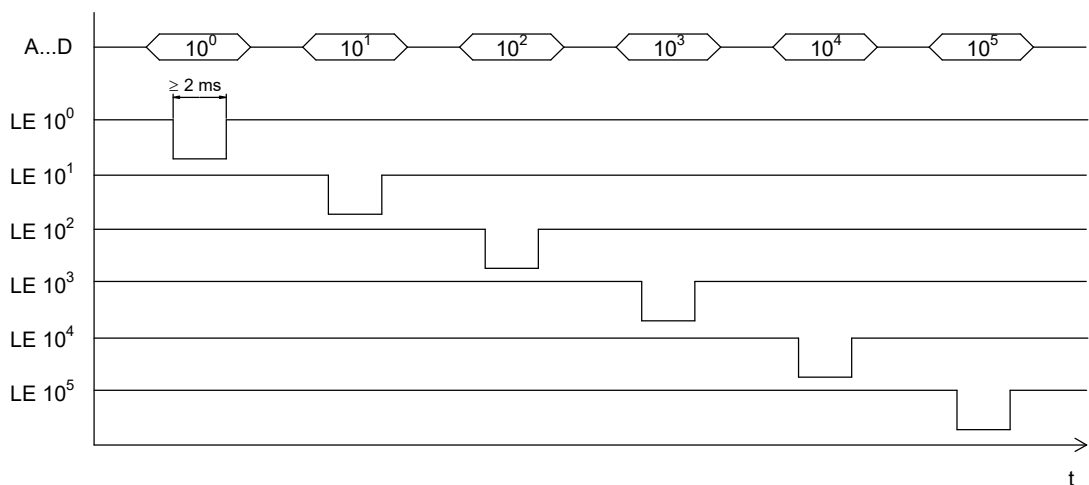 A...D 10⁰ 10¹ 10² 10³ 10⁴ 10⁵
≥ 2 ms
LE 10⁰
LE 10¹
LE 10²
LE 10³
LE 10⁴
LE 10⁵
t